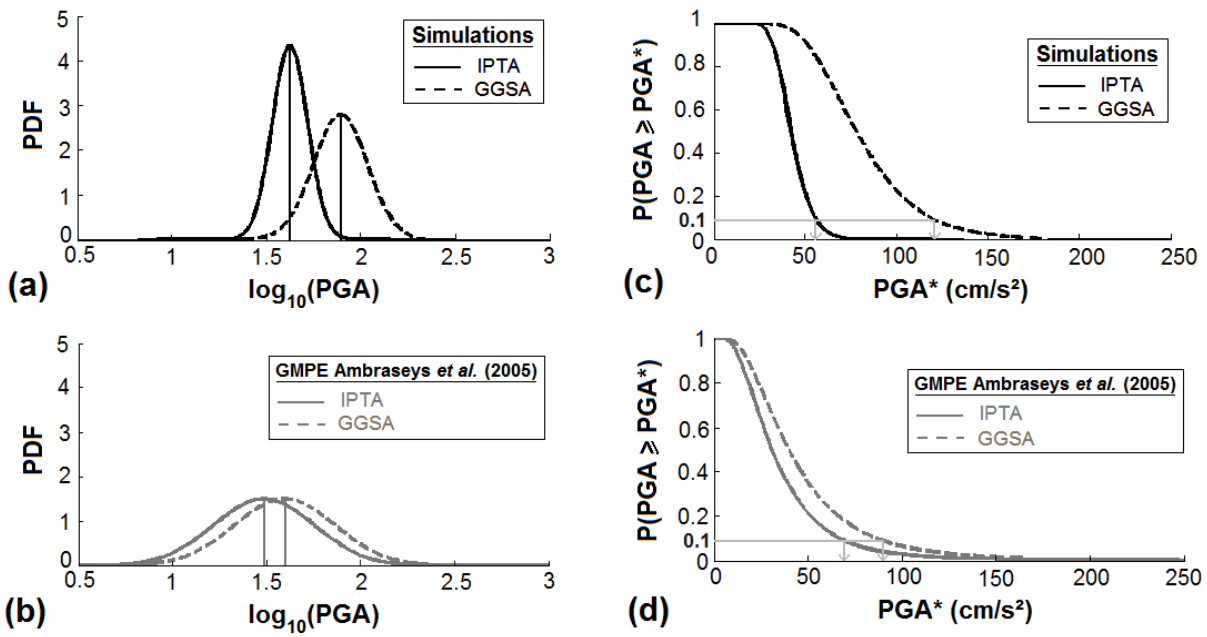 5
4
3
2
1
0
PDF
0.5 1 1.5 2 2.5 3
log10(PGA)
(a)
Simulations
IPTA
GGSA
5
4
3
2
1
0
PDF
0.5 1 1.5 2 2.5 3
log10(PGA)
(b)
GMPE Ambraseys et al. (2005)
IPTA
GGSA
1
0.8
0.6
0.4
0.2
0.1
0
P(PGA ⩾ PGA*)
0 50 100 150 200 250
PGA* (cm/s²)
(c)
Simulations
IPTA
GGSA
1
0.8
0.6
0.4
0.2
0.1
0
P(PGA ⩾ PGA*)
0 50 100 150 200 250
PGA* (cm/s²)
(d)
GMPE Ambraseys et al. (2005)
IPTA
GGSA